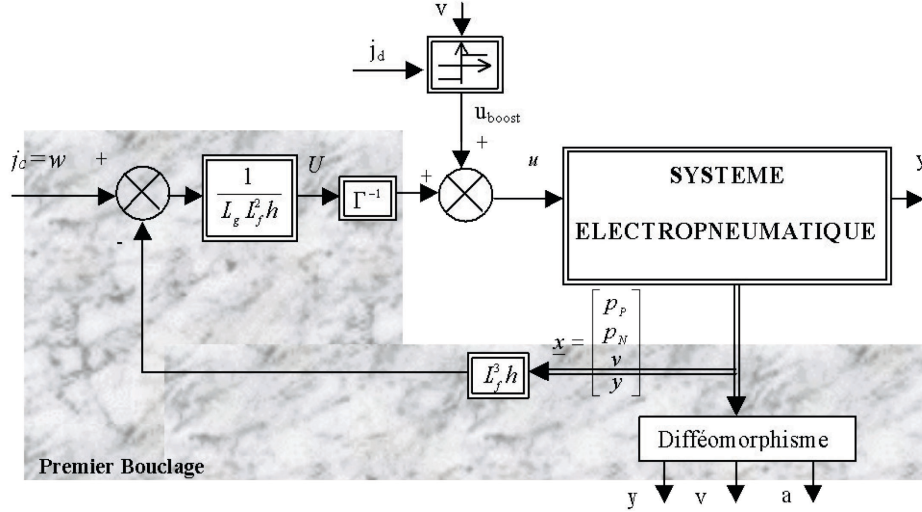 v
j_d
u_boost
+
j_C=w
+
U
+
u
y
1
L_g L_f^2 h
Γ^{-1}
SYSTEME
ELECTROPNEUMATIQUE
-
p_P
p_N
x =
v
y
L_f^3 h
Difféomorphisme
Premier Bouclage
y
v
a